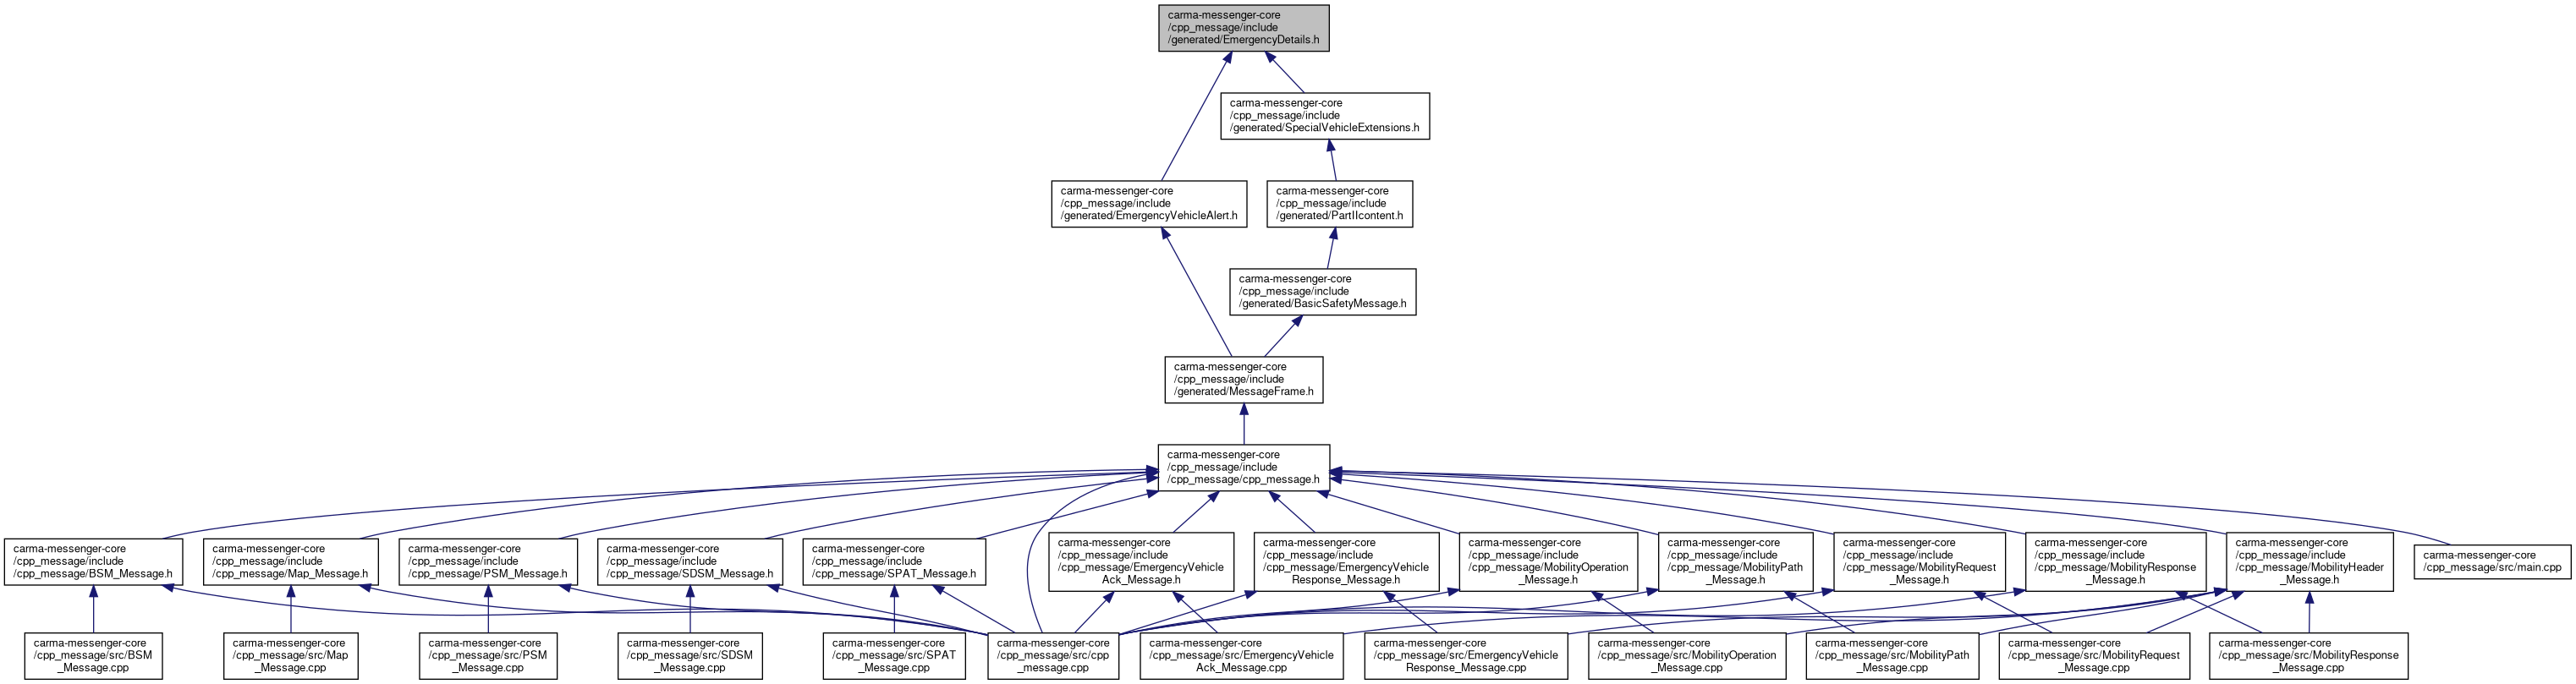 carma-messenger-core
/cpp_message/include
/generated/EmergencyDetails.h
carma-messenger-core
/cpp_message/include
/generated/SpecialVehicleExtensions.h
carma-messenger-core
/cpp_message/include
/generated/EmergencyVehicleAlert.h
carma-messenger-core
/cpp_message/include
/generated/PartIIcontent.h
carma-messenger-core
/cpp_message/include
/generated/BasicSafetyMessage.h
carma-messenger-core
/cpp_message/include
/generated/MessageFrame.h
carma-messenger-core
/cpp_message/include
/cpp_message/cpp_message.h
carma-messenger-core
/cpp_message/include
/cpp_message/BSM_Message.h
carma-messenger-core
/cpp_message/include
/cpp_message/Map_Message.h
carma-messenger-core
/cpp_message/include
/cpp_message/PSM_Message.h
carma-messenger-core
/cpp_message/include
/cpp_message/SDSM_Message.h
carma-messenger-core
/cpp_message/include
/cpp_message/SPAT_Message.h
carma-messenger-core
/cpp_message/include
/cpp_message/EmergencyVehicle
Ack_Message.h
carma-messenger-core
/cpp_message/include
/cpp_message/EmergencyVehicle
Response_Message.h
carma-messenger-core
/cpp_message/include
/cpp_message/MobilityOperation
_Message.h
carma-messenger-core
/cpp_message/include
/cpp_message/MobilityPath
_Message.h
carma-messenger-core
/cpp_message/include
/cpp_message/MobilityRequest
_Message.h
carma-messenger-core
/cpp_message/include
/cpp_message/MobilityResponse
_Message.h
carma-messenger-core
/cpp_message/include
/cpp_message/MobilityHeader
_Message.h
carma-messenger-core
/cpp_message/src/main.cpp
carma-messenger-core
/cpp_message/src/BSM
_Message.cpp
carma-messenger-core
/cpp_message/src/Map
_Message.cpp
carma-messenger-core
/cpp_message/src/PSM
_Message.cpp
carma-messenger-core
/cpp_message/src/SDSM
_Message.cpp
carma-messenger-core
/cpp_message/src/SPAT
_Message.cpp
carma-messenger-core
/cpp_message/src/cpp
_message.cpp
carma-messenger-core
/cpp_message/src/EmergencyVehicle
Ack_Message.cpp
carma-messenger-core
/cpp_message/src/EmergencyVehicle
Response_Message.cpp
carma-messenger-core
/cpp_message/src/MobilityOperation
_Message.cpp
carma-messenger-core
/cpp_message/src/MobilityPath
_Message.cpp
carma-messenger-core
/cpp_message/src/MobilityRequest
_Message.cpp
carma-messenger-core
/cpp_message/src/MobilityResponse
_Message.cpp